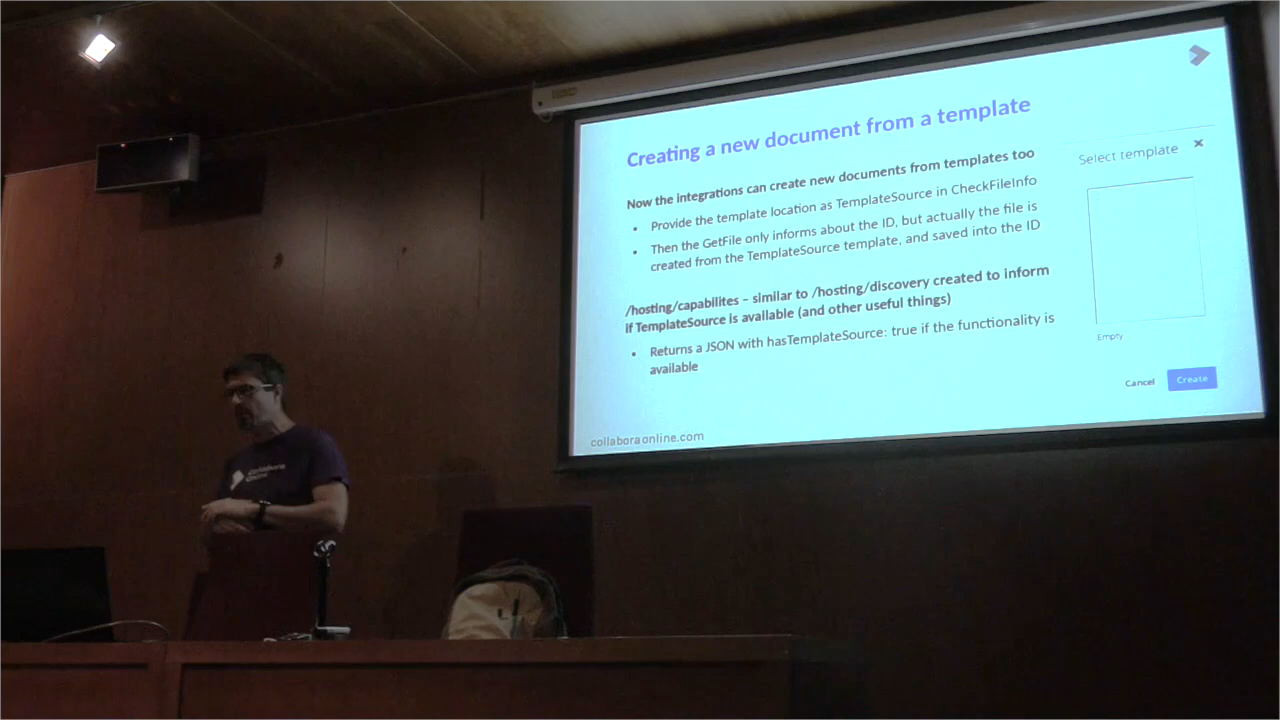 Creating a new document from a template
Now the integrations can create new documents from templates too
• Provide the template location as TemplateSource in CheckFileInfo
• Then the GetFile only informs about the ID, but actually the file is
created from the TemplateSource template, and saved into the ID
/hosting/capabilites – similar to /hosting/discovery created to inform
if TemplateSource is available (and other useful things)
• Returns a JSON with hasTemplateSource: true if the functionality is
available
collaboraonline.com
Select template
Empty
Cancel
Create
Collabora
Online